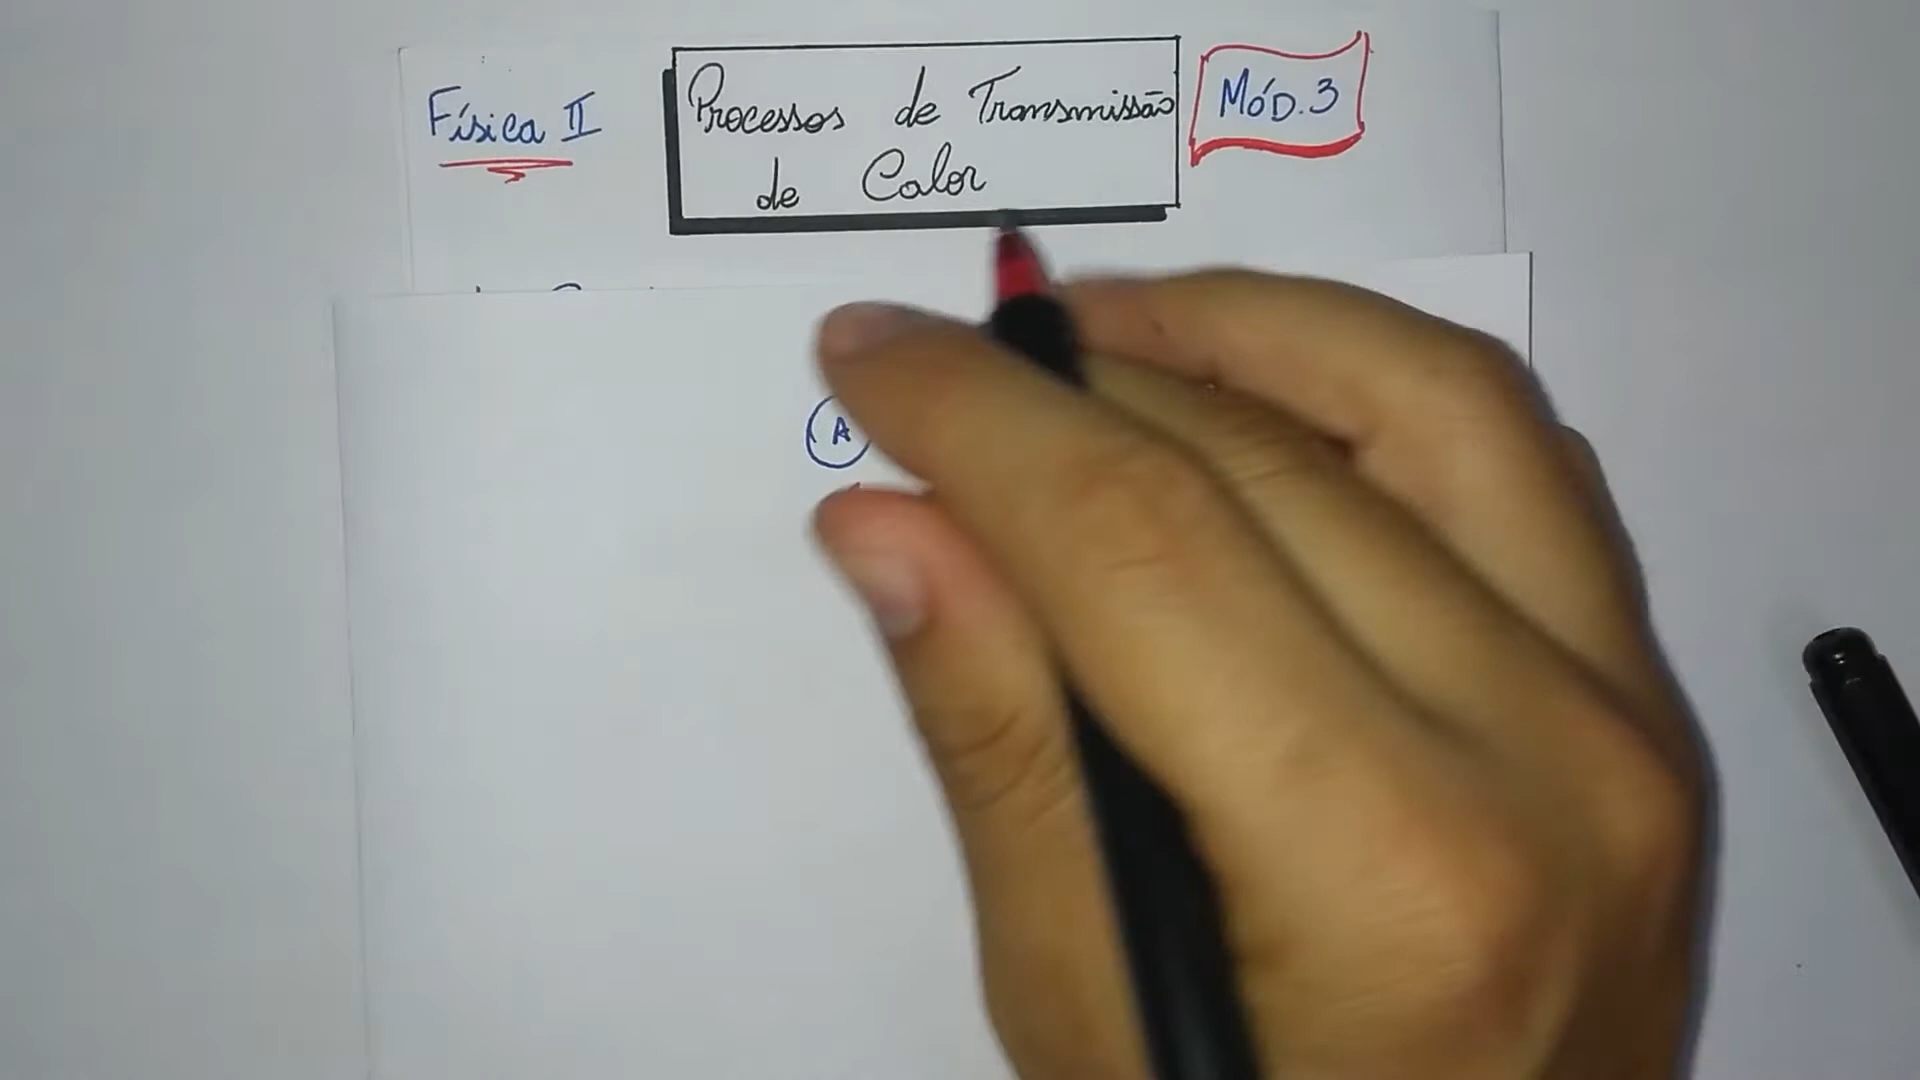 Física II
Processos de Transmissão
de Calor
MÓD. 3
A